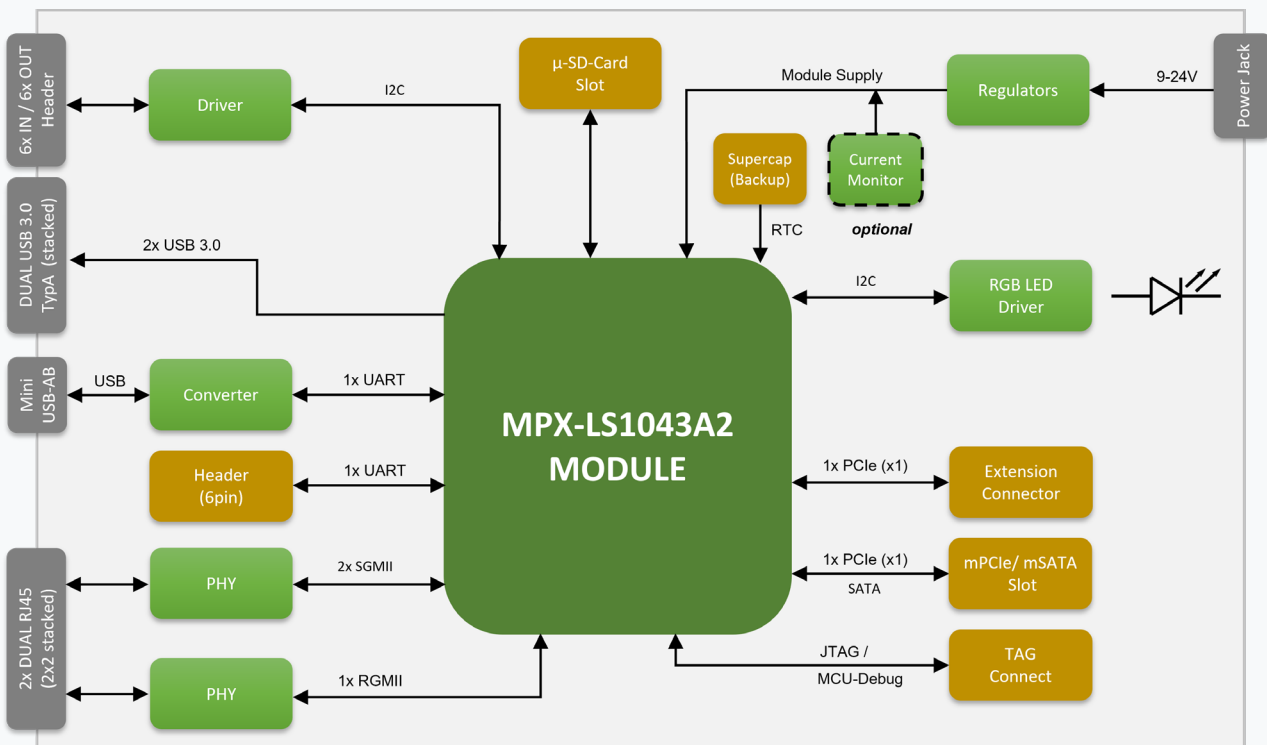 6x IN / 6x OUT
Header
Driver
I2C
µ-SD-Card
Slot
Module Supply
Regulators
9-24V
Power Jack
Supercap
(Backup)
Current
Monitor
optional
RTC
DUAL USB 3.0
TypA (stacked)
2x USB 3.0
I2C
RGB LED
Driver
Mini
USB-AB
USB
Converter
1x UART
MPX-LS1043A2
MODULE
Header
(6pin)
1x UART
1x PCIe (x1)
Extension
Connector
2x DUAL RJ45
(2x2 stacked)
PHY
2x SGMII
1x PCIe (x1)
SATA
mPCIe/ mSATA
Slot
PHY
1x RGMII
JTAG /
MCU-Debug
TAG
Connect